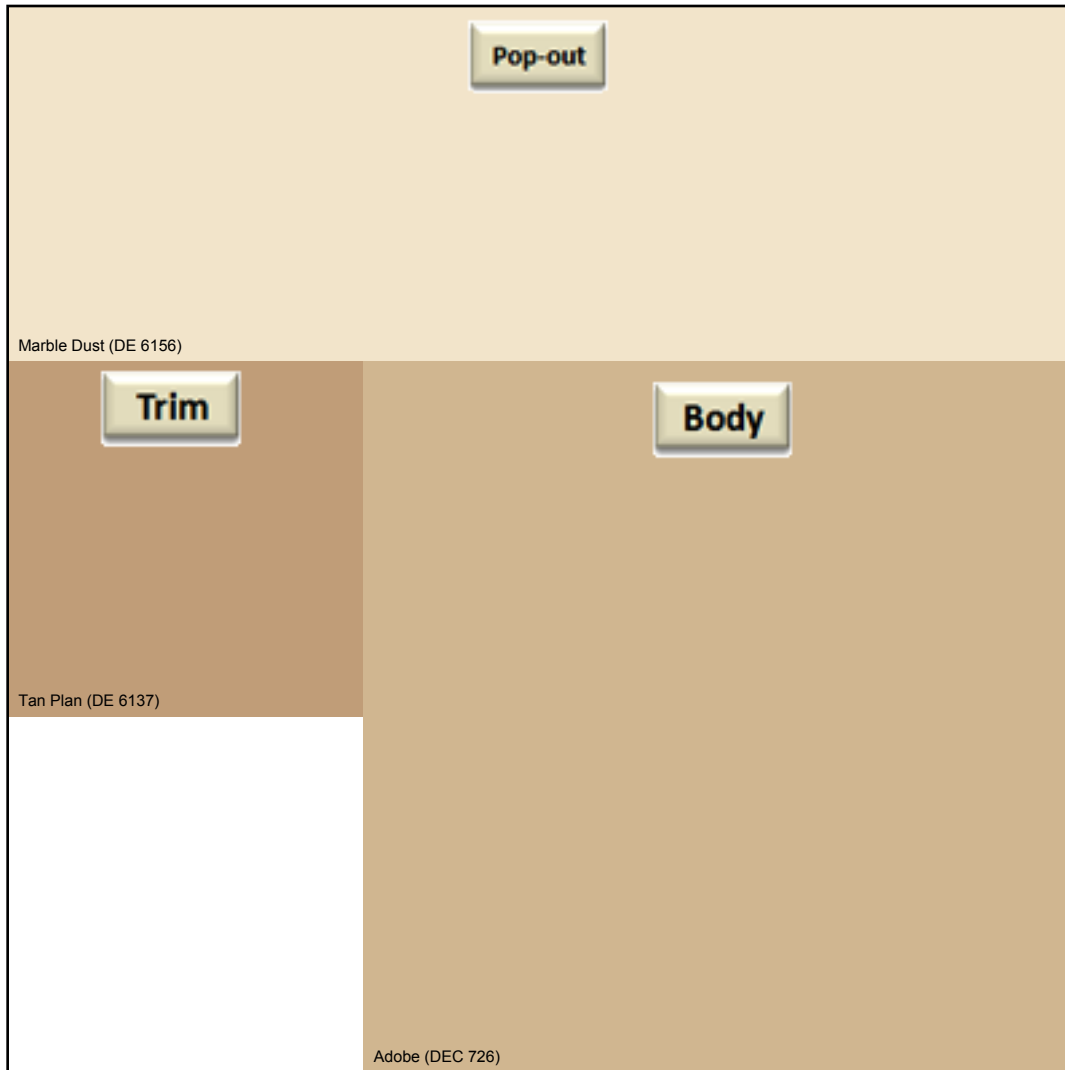 Pop-out
Marble Dust (DE 6156)
Trim
Body
Tan Plan (DE 6137)
Adobe (DEC 726)